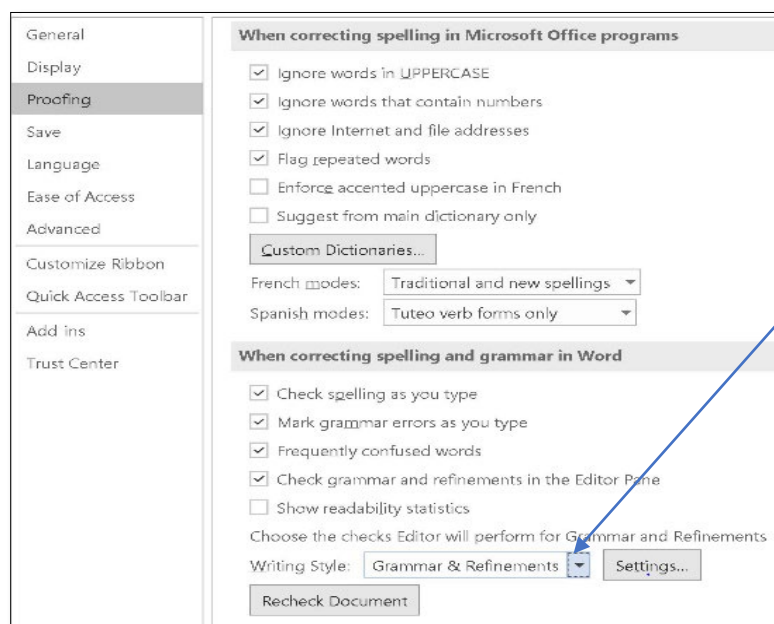 General
Display
Proofing
Save
Language
Ease of Access
Advanced
Customize Ribbon
Quick Access Toolbar
Add ins
Trust Center
When correcting spelling in Microsoft Office programs
Ignore words in UPPERCASE
Ignore words that contain numbers
Ignore Internet and file addresses
Flag repeated words
Enforce accented uppercase in French
Suggest from main dictionary only
Custom Dictionaries...
French modes: Traditional and new spellings
Spanish modes: Tuteo verb forms only
When correcting spelling and grammar in Word
Check spelling as you type
Mark grammar errors as you type
Frequently confused words
Check grammar and refinements in the Editor Pane
Show readability statistics
Choose the checks Editor will perform for Grammar and Refinements
Writing Style: Grammar & Refinements Settings...
Recheck Document